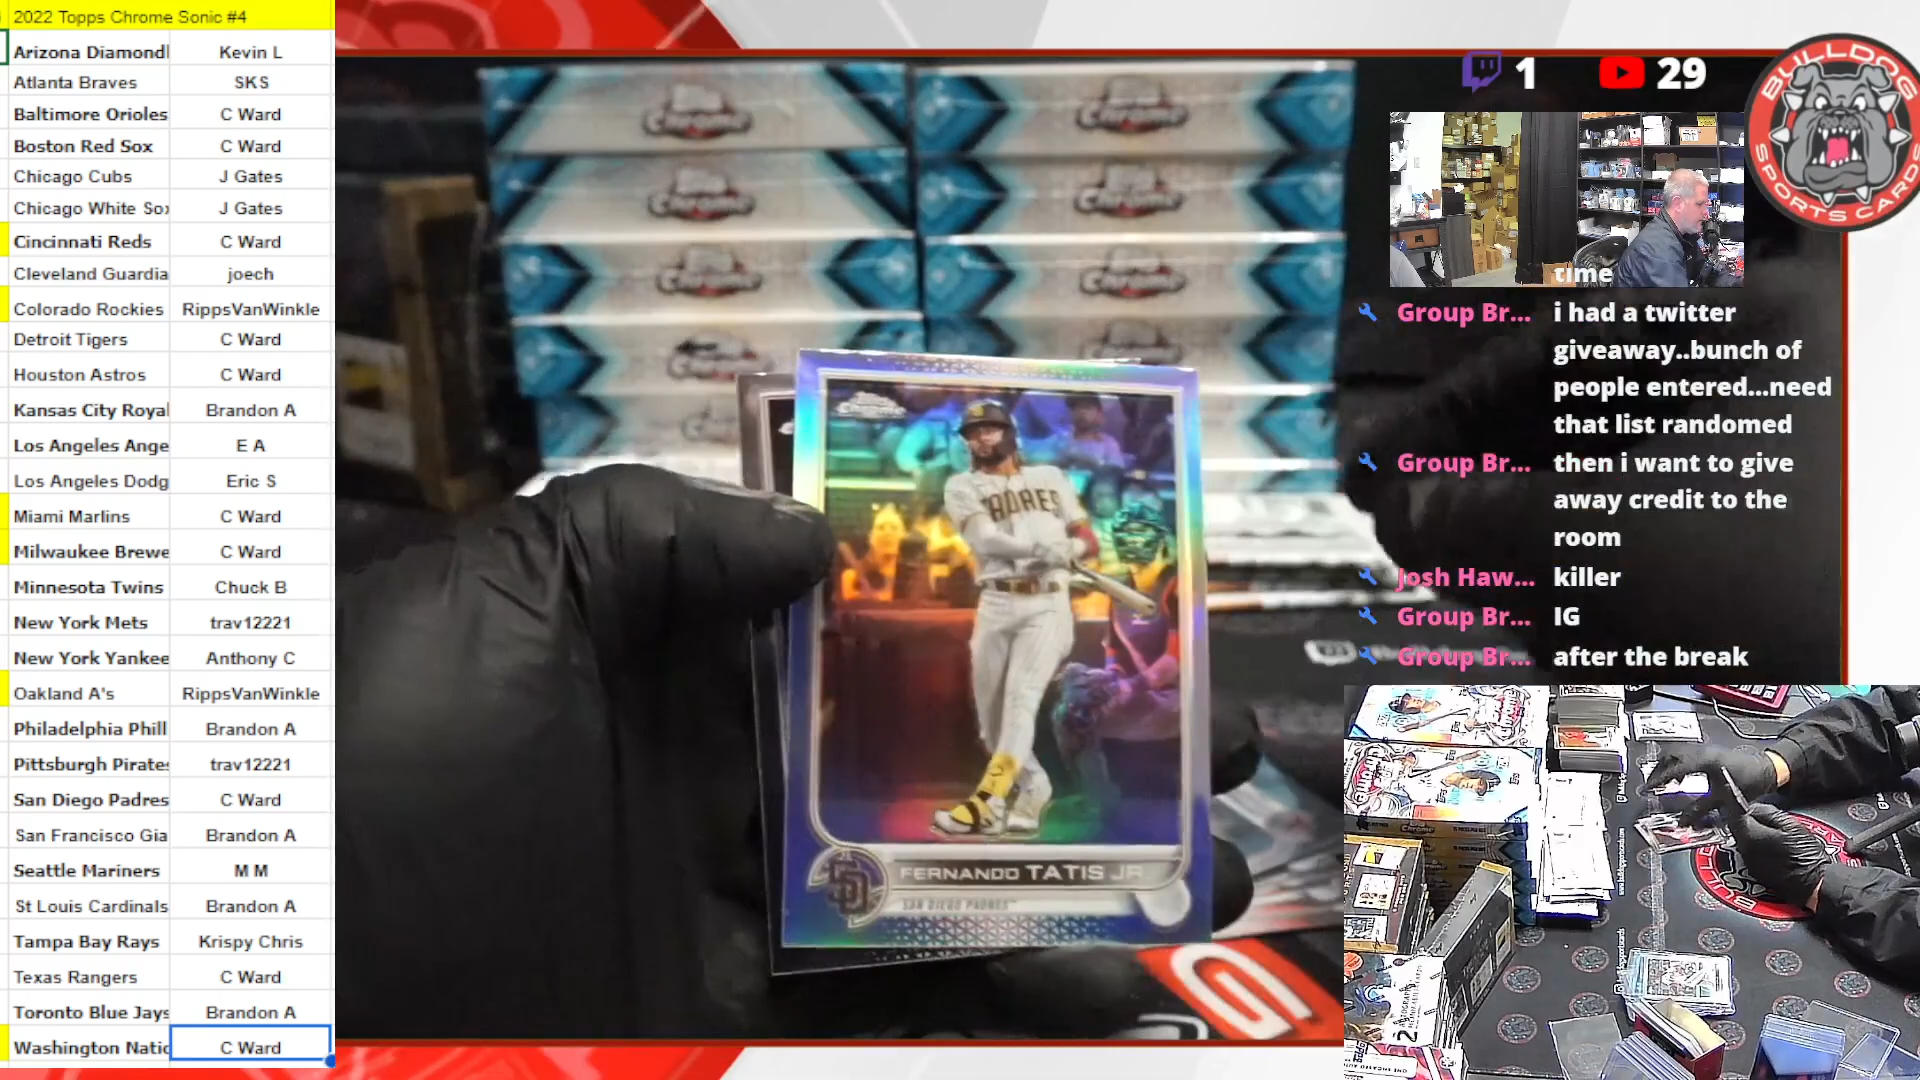 2022 Topps Chrome Sonic #4
Arizona Diamondl Kevin L
Atlanta Braves SKS
Baltimore Orioles C Ward
Boston Red Sox C Ward
Chicago Cubs J Gates
Chicago White Sox J Gates
Cincinnati Reds C Ward
Cleveland Guardia joech
Colorado Rockies RippsVanWinkle
Detroit Tigers C Ward
Houston Astros C Ward
Kansas City Royal Brandon A
Los Angeles Ange E A
Los Angeles Dodg Eric S
Miami Marlins C Ward
Milwaukee Brewe C Ward
Minnesota Twins Chuck B
New York Mets trav12221
New York Yankee Anthony C
Oakland A's RippsVanWinkle
Philadelphia Phill Brandon A
Pittsburgh Pirates trav12221
San Diego Padres C Ward
San Francisco Gia Brandon A
Seattle Mariners M M
St Louis Cardinals Brandon A
Tampa Bay Rays Krispy Chris
Texas Rangers C Ward
Toronto Blue Jays Brandon A
Washington Natio C Ward
Chrome
Chrome
Chrome
Chrome
Chrome
Chrome
PADRES
FERNANDO TATIS JR
SAN DIEGO PADRES
1 29
BULLDOG
SPORTS CARDS
time
Group Br... i had a twitter
giveaway..bunch of
people entered...need
that list randomed
Group Br... then i want to give
away credit to the
room
Josh Haw... killer
Group Br... IG
Group Br... after the break